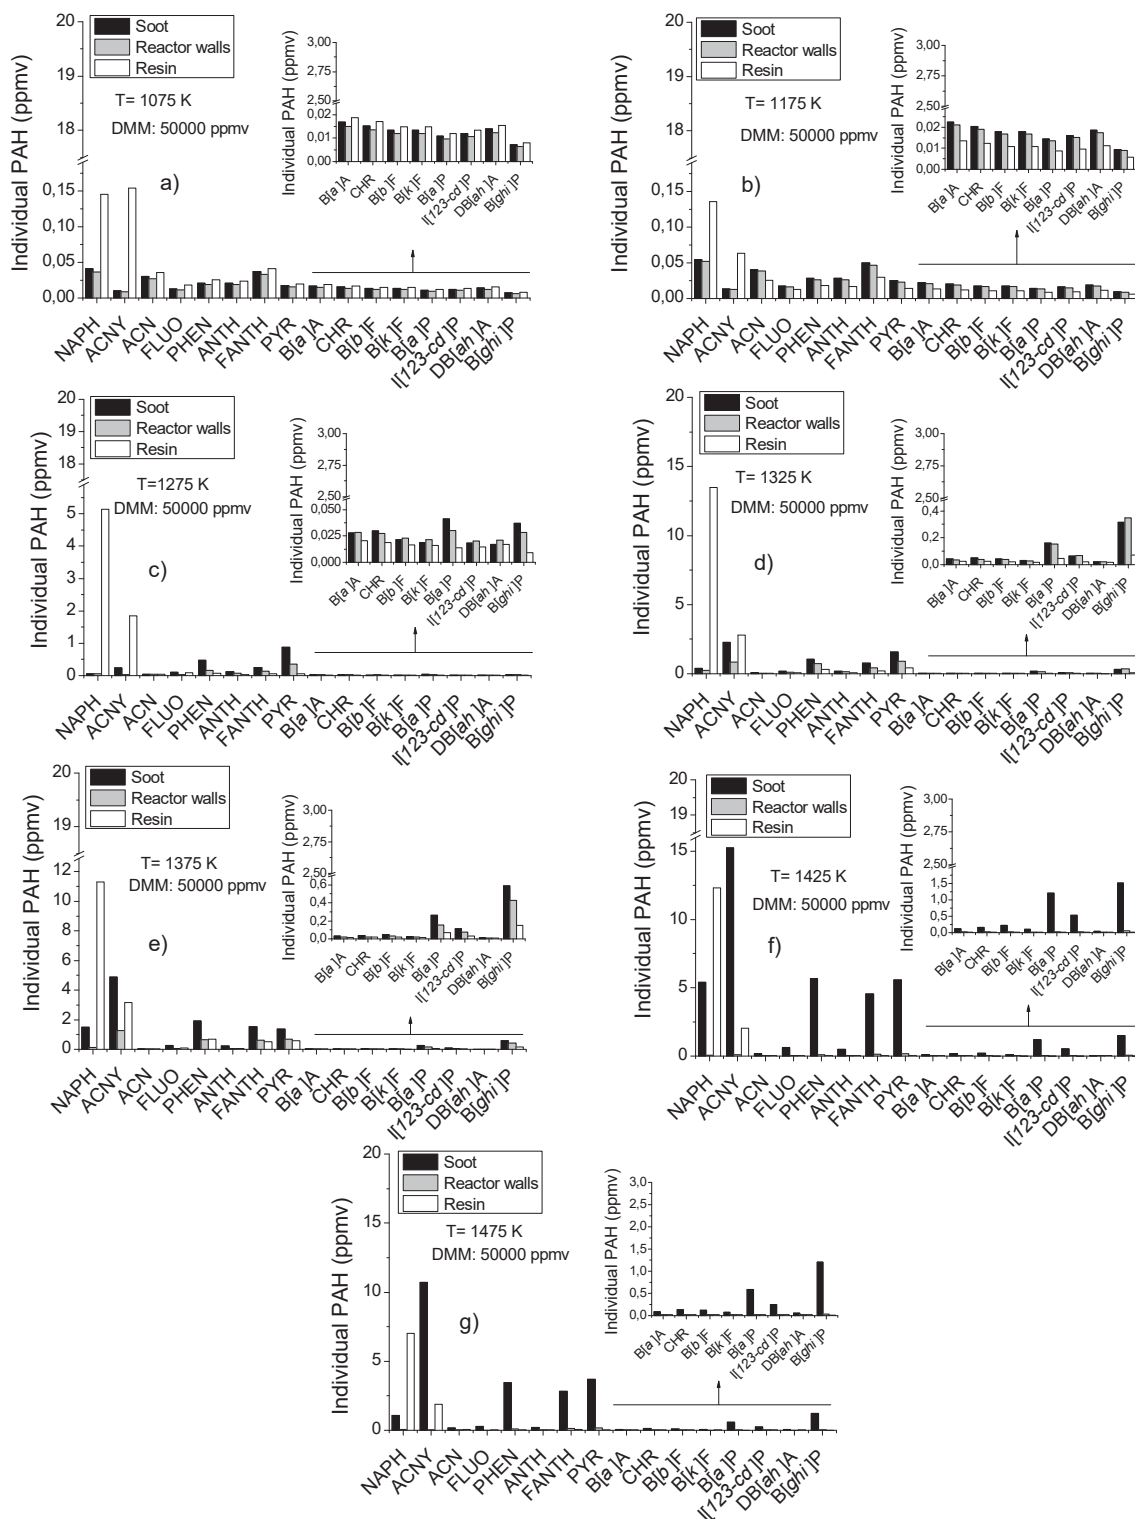 Individual PAH (ppmv)
20
19
18
0,15
0,10
0,05
0,00
Soot
Reactor walls
Resin
T= 1075 K
DMM: 50000 ppmv
a)
NAPH
ACNY
ACN
FLUO
PHEN
ANTH
FANTH
PYR
B[a]A
CHR
B[b]F
B[k]F
B[a]P
I[123-cd]P
DB[ah]A
B[ghi]P
Individual PAH (ppmv)
3,00
2,75
2,50
0,02
0,01
0,00
B[a]A
CHR
B[b]F
B[k]F
B[a]P
I[123-cd]P
DB[ah]A
B[ghi]P
Individual PAH (ppmv)
20
19
18
0,15
0,10
0,05
0,00
Soot
Reactor walls
Resin
T= 1175 K
DMM: 50000 ppmv
b)
NAPH
ACNY
ACN
FLUO
PHEN
ANTH
FANTH
PYR
B[a]A
CHR
B[b]F
B[k]F
B[a]P
I[123-cd]P
DB[ah]A
B[ghi]P
Individual PAH (ppmv)
3,00
2,75
2,50
0,02
0,01
0,00
B[a]A
CHR
B[b]F
B[k]F
B[a]P
I[123-cd]P
DB[ah]A
B[ghi]P
Individual PAH (ppmv)
20
19
18
17
16
15
5
4
3
2
1
0
Soot
Reactor walls
Resin
T=1275 K
DMM: 50000 ppmv
c)
NAPH
ACNY
ACN
FLUO
PHEN
ANTH
FANTH
PYR
B[a]A
CHR
B[b]F
B[k]F
B[a]P
I[123-cd]P
DB[ah]A
B[ghi]P
Individual PAH (ppmv)
3,00
2,75
2,50
0,050
0,025
0,000
B[a]A
CHR
B[b]F
B[k]F
B[a]P
I[123-cd]P
DB[ah]A
B[ghi]P
Individual PAH (ppmv)
20
15
10
5
0
Soot
Reactor walls
Resin
T= 1325 K
DMM: 50000 ppmv
d)
NAPH
ACNY
ACN
FLUO
PHEN
ANTH
FANTH
PYR
B[a]A
CHR
B[b]F
B[k]F
B[a]P
I[123-cd]P
DB[ah]A
B[ghi]P
Individual PAH (ppmv)
3,00
2,75
2,50
0,4
0,2
0,0
B[a]A
CHR
B[b]F
B[k]F
B[a]P
I[123-cd]P
DB[ah]A
B[ghi]P
Individual PAH (ppmv)
20
19
12
10
8
6
4
2
0
Soot
Reactor walls
Resin
T= 1375 K
DMM: 50000 ppmv
e)
NAPH
ACNY
ACN
FLUO
PHEN
ANTH
FANTH
PYR
B[a]A
CHR
B[b]F
B[k]F
B[a]P
I[123-cd]P
DB[ah]A
B[ghi]P
Individual PAH (ppmv)
3,00
2,75
2,50
0,6
0,4
0,2
0,0
B[a]A
CHR
B[b]F
B[k]F
B[a]P
I[123-cd]P
DB[ah]A
B[ghi]P
Individual PAH (ppmv)
20
19
15
10
5
0
Soot
Reactor walls
Resin
T= 1425 K
DMM: 50000 ppmv
f)
NAPH
ACNY
ACN
FLUO
PHEN
ANTH
FANTH
PYR
B[a]A
CHR
B[b]F
B[k]F
B[a]P
I[123-cd]P
DB[ah]A
B[ghi]P
Individual PAH (ppmv)
3,00
2,75
2,50
1,5
1,0
0,5
0,0
B[a]A
CHR
B[b]F
B[k]F
B[a]P
I[123-cd]P
DB[ah]A
B[ghi]P
Individual PAH (ppmv)
20
15
10
5
0
Soot
Reactor walls
Resin
T= 1475 K
DMM: 50000 ppmv
g)
NAPH
ACNY
ACN
FLUO
PHEN
ANTH
FANTH
PYR
B[a]A
CHR
B[b]F
B[k]F
B[a]P
I[123-cd]P
DB[ah]A
B[ghi]P
Individual PAH (ppmv)
3,0
2,5
2,0
1,5
1,0
0,5
0,0
B[a]A
CHR
B[b]F
B[k]F
B[a]P
I[123-cd]P
DB[ah]A
B[ghi]P